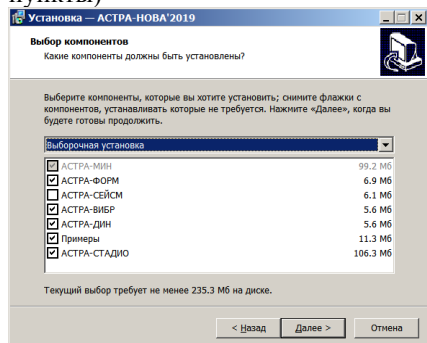 пункты)
Установка — АСТРА-НОВА'2019
Выбор компонентов
Какие компоненты должны быть установлены?
Выберите компоненты, которые вы хотите установить; снимите флажки с
компонентов, устанавливать которые не требуется. Нажмите «Далее», когда вы
будете готовы продолжить.
Выборочная установка
АСТРА-МИН 99.2 Мб
АСТРА-ФОРМ 6.9 Мб
АСТРА-СЕЙСМ 6.1 Мб
АСТРА-ВИБР 5.6 Мб
АСТРА-ДИН 5.6 Мб
Примеры 11.3 Мб
АСТРА-СТАДИО 106.3 Мб
Текущий выбор требует не менее 235.3 Мб на диске.
< Назад Далее > Отмена